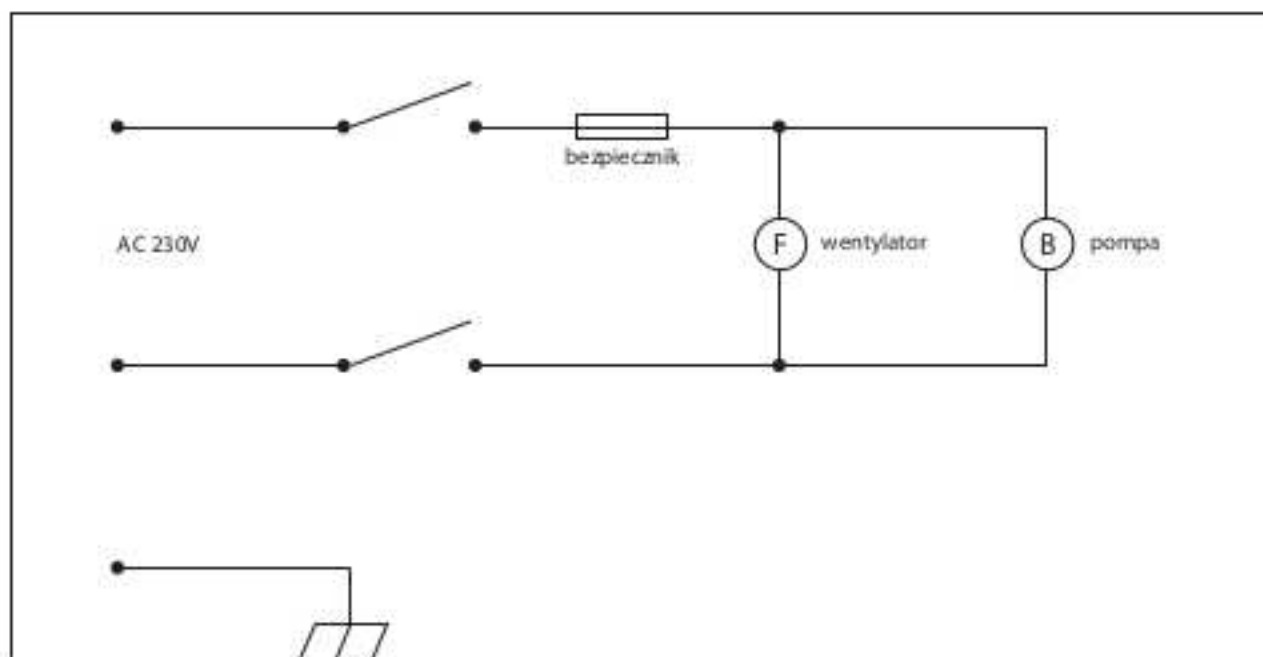 bezpiecznik
AC 230V
F
wentylator
B
pompa